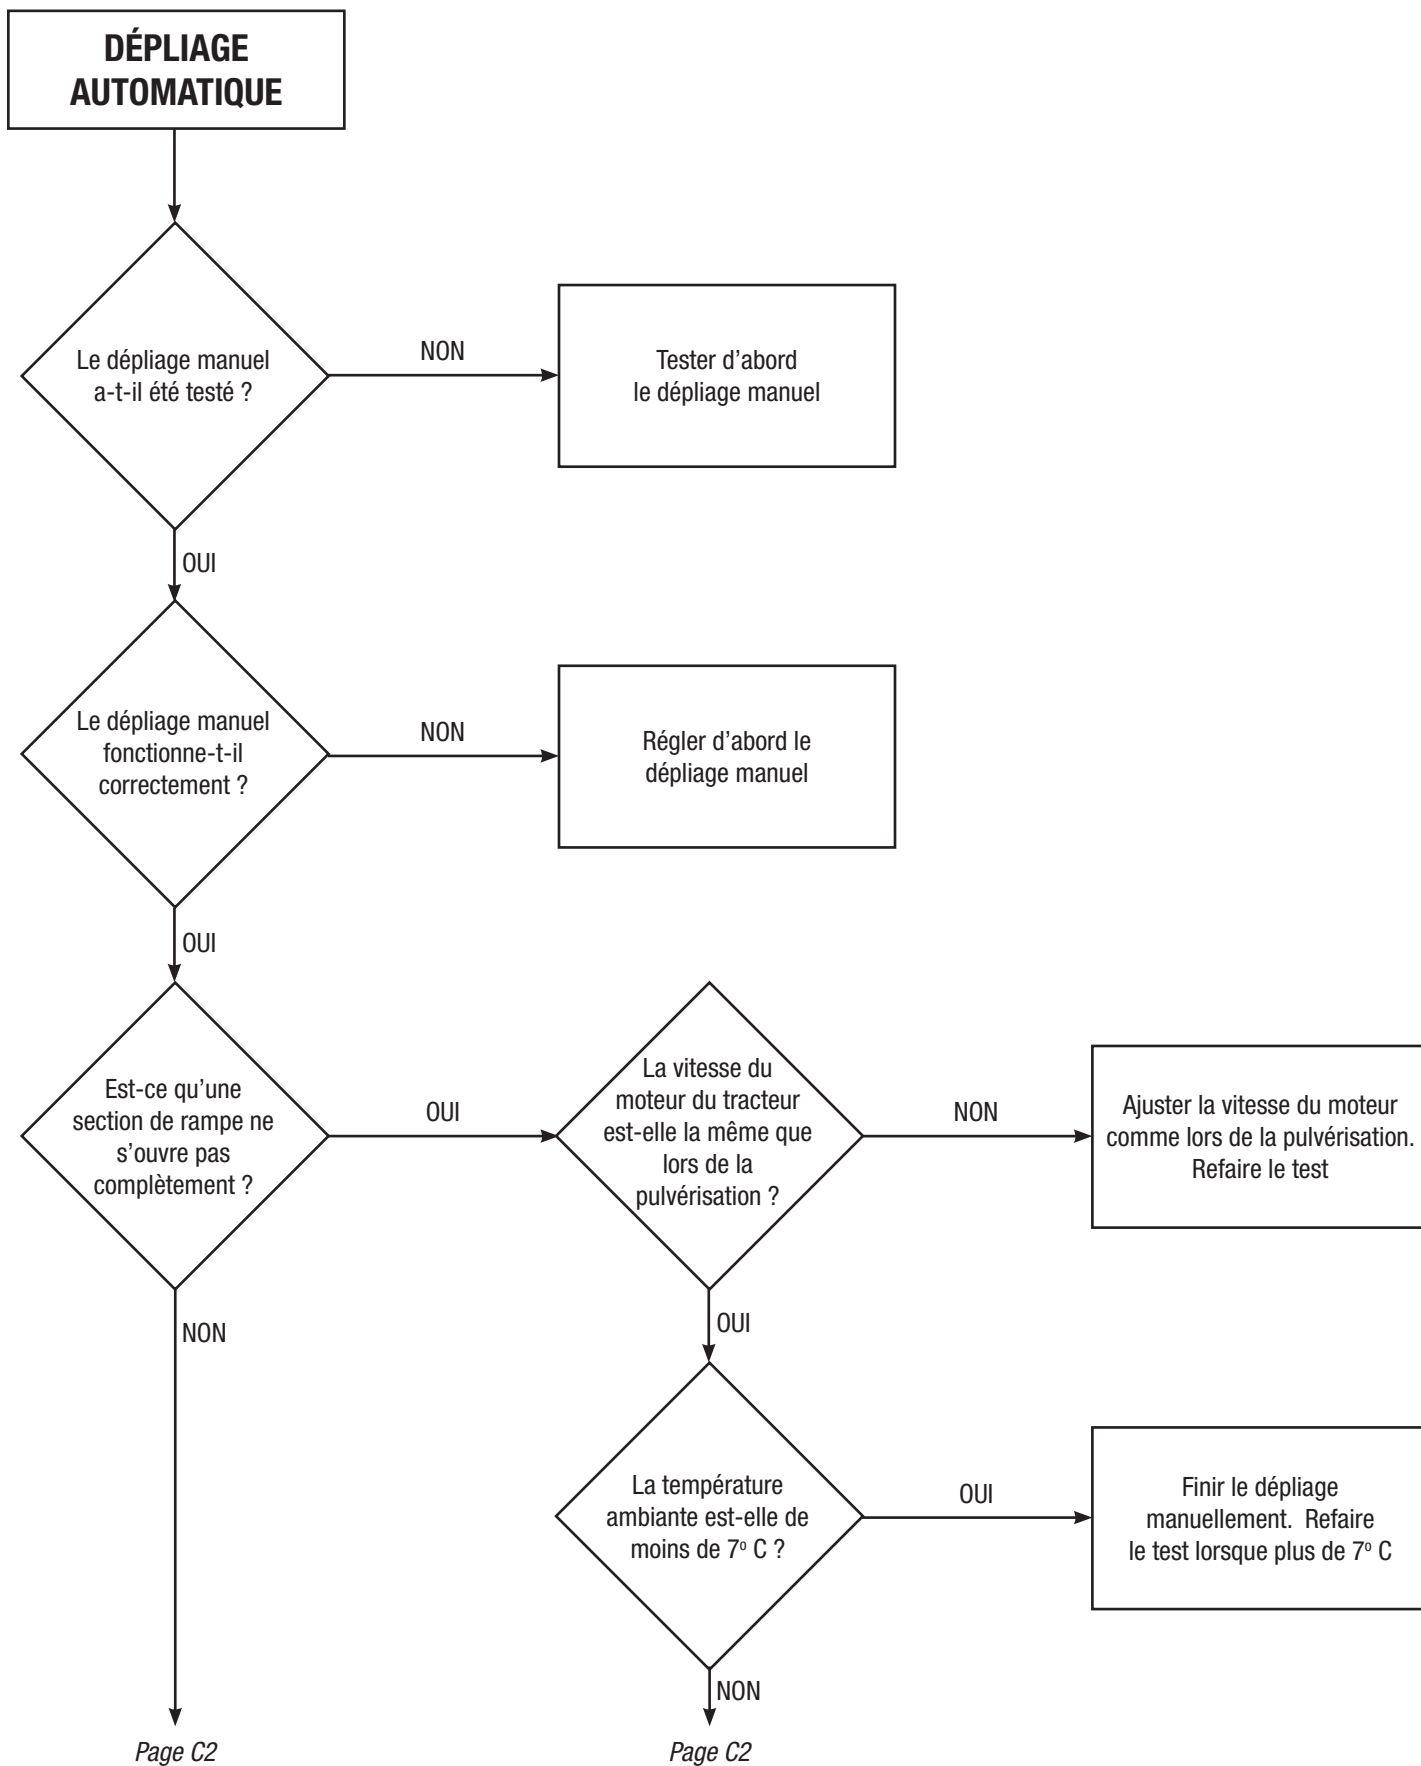 DÉPLIAGE
AUTOMATIQUE
Le dépliage manuel
a-t-il été testé ?
NON
Tester d'abord
le dépliage manuel
OUI
Le dépliage manuel
fonctionne-t-il
correctement ?
NON
Régler d'abord le
dépliage manuel
OUI
Est-ce qu'une
section de rampe ne
s'ouvre pas
complètement ?
OUI
La vitesse du
moteur du tracteur
est-elle la même que
lors de la
pulvérisation ?
NON
Ajuster la vitesse du moteur
comme lors de la pulvérisation.
Refaire le test
NON
OUI
La température
ambiante est-elle de
moins de 7º C ?
OUI
Finir le dépliage
manuellement.  Refaire
le test lorsque plus de 7º C
NON
Page C2
Page C2